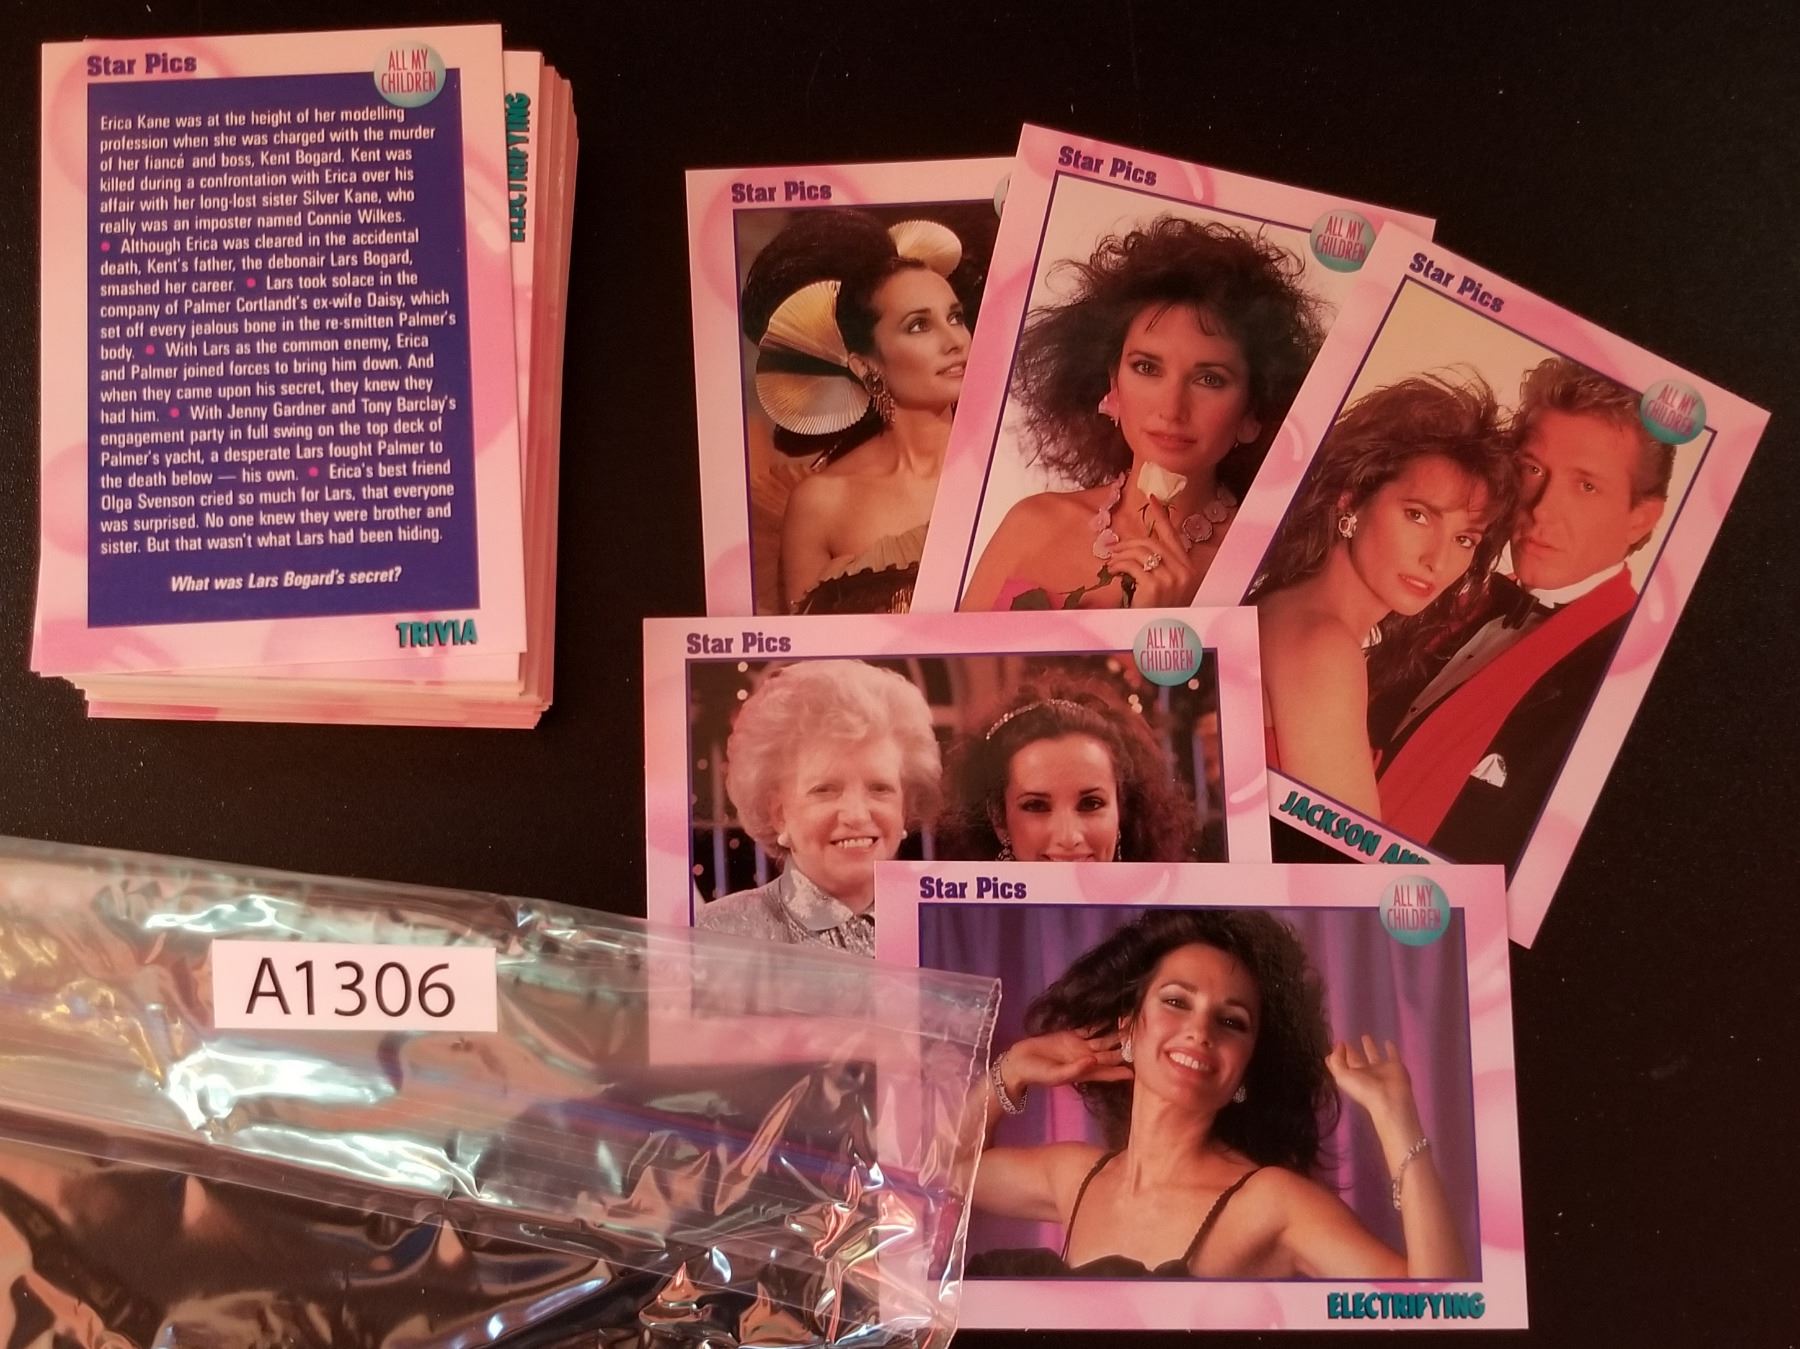 Star Pics
ALL MY
CHILDREN
Erica Kane was at the height of her modelling
profession when she was charged with the murder
of her fiancé and boss, Kent Bogard. Kent was
killed during a confrontation with Erica over his
affair with her long-lost sister Silver Kane, who
really was an imposter named Connie Wilkes.
• Although Erica was cleared in the accidental
death, Kent's father, the debonair Lars Bogard,
smashed her career. • Lars took solace in the
company of Palmer Cortlandt's ex-wife Daisy, which
set off every jealous bone in the re-smitten Palmer's
body. • With Lars as the common enemy, Erica
and Palmer joined forces to bring him down. And
when they came upon his secret, they knew they
had him. • With Jenny Gardner and Tony Barclay's
engagement party in full swing on the top deck of
Palmer's yacht, a desperate Lars fought Palmer to
the death below — his own. • Erica's best friend
Olga Svenson cried so much for Lars, that everyone
was surprised. No one knew they were brother and
sister. But that wasn't what Lars had been hiding.
What was Lars Bogard's secret?
TRIVIA
ELECTRIFYING
Star Pics
Star Pics
ALL MY
CHILDREN
Star Pics
ALL MY
CHILDREN
JACKSON AND
Star Pics
ALL MY
CHILDREN
Star Pics
ALL MY
CHILDREN
ELECTRIFYING
A1306